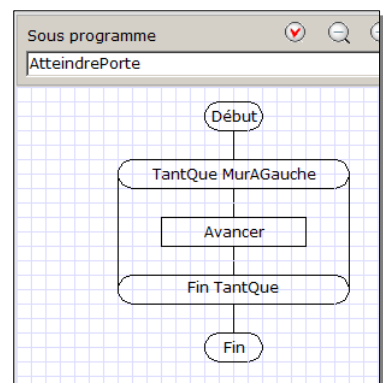 Sous programme
AtteindrePorte
Début
TantQue MurAGauche
Avancer
Fin TantQue
Fin